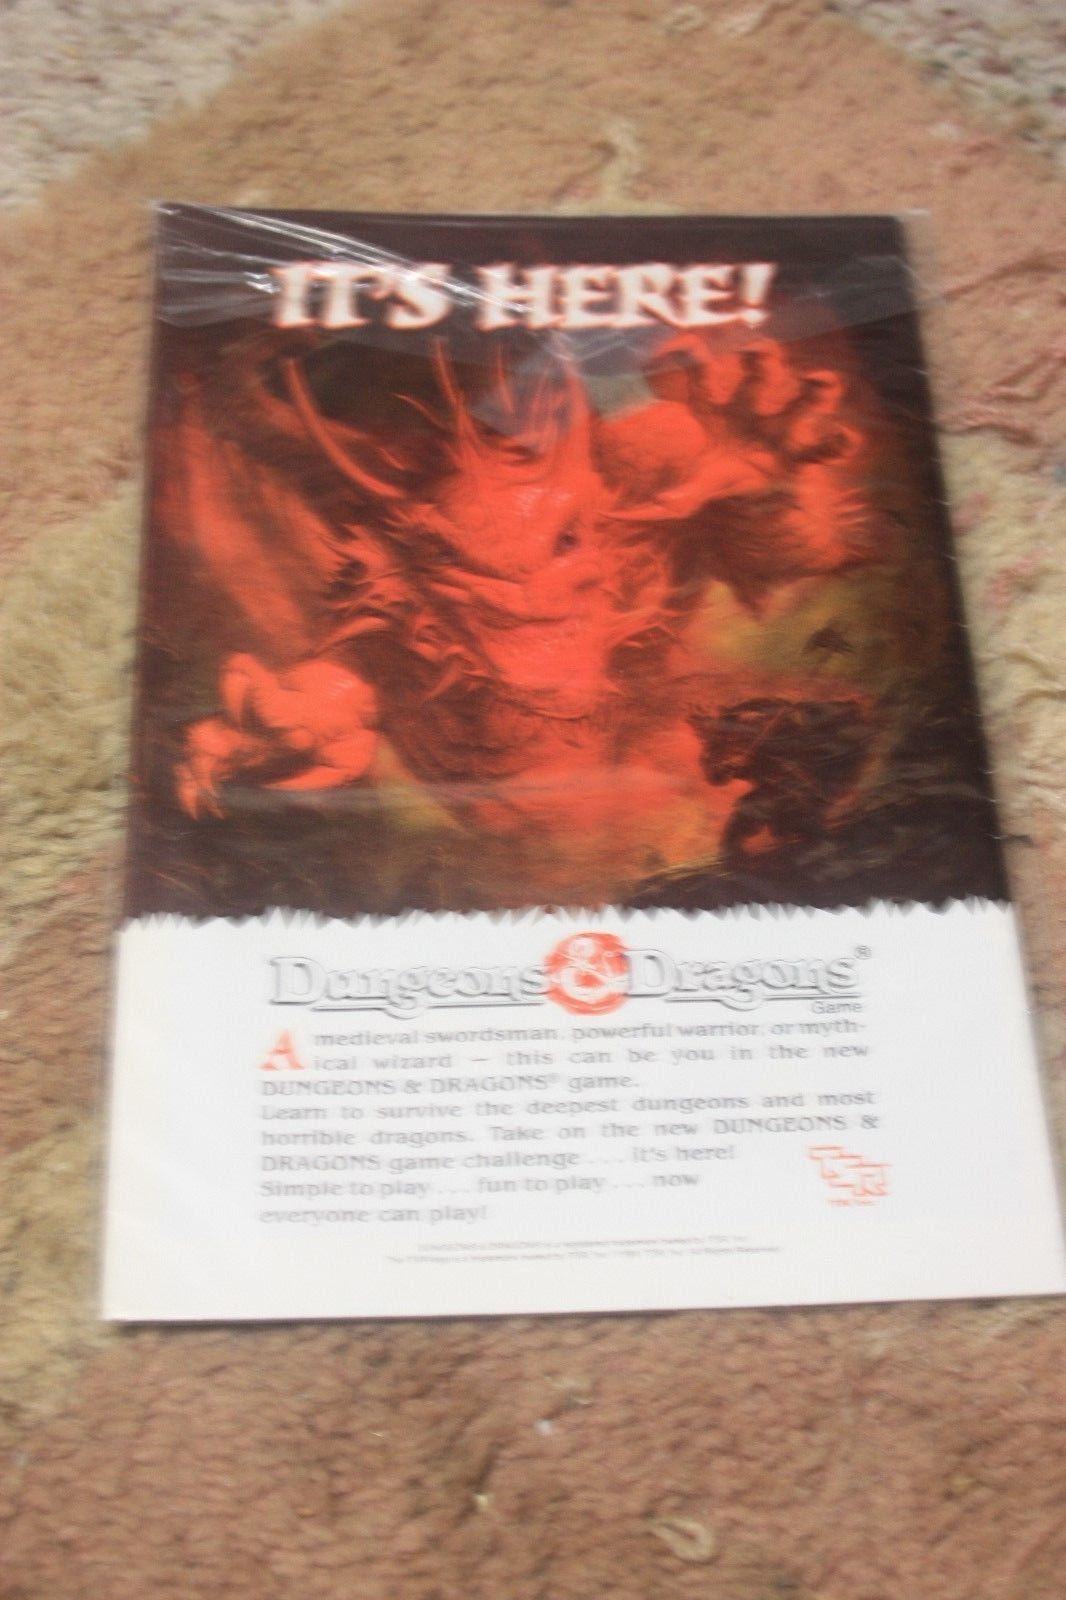 IT'S HERE!
Dungeons & Dragons®
Game
A medieval swordsman, powerful warrior, or myth-
ical wizard — this can be you in the new
DUNGEONS & DRAGONS® game.
Learn to survive the deepest dungeons and most
horrible dragons. Take on the new DUNGEONS &
DRAGONS game challenge . . . it's here!
Simple to play . . . fun to play . . . now
everyone can play!
TSR